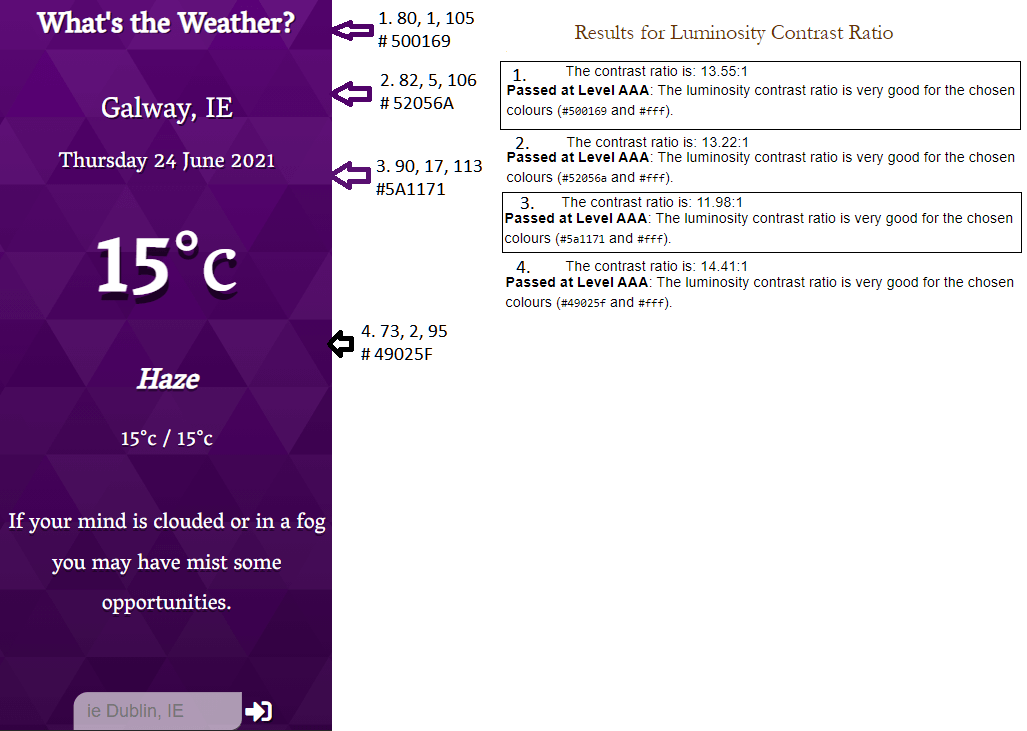 What's the Weather?
Galway, IE
Thursday 24 June 2021
15°c
Haze
15°c / 15°c
If your mind is clouded or in a fog
you may have mist some
opportunities.
ie Dublin, IE
1. 80, 1, 105
# 500169
2. 82, 5, 106
# 52056A
3. 90, 17, 113
#5A1171
4. 73, 2, 95
# 49025F
Results for Luminosity Contrast Ratio
1. The contrast ratio is: 13.55:1
Passed at Level AAA: The luminosity contrast ratio is very good for the chosen
colours (#500169 and #fff).
2. The contrast ratio is: 13.22:1
Passed at Level AAA: The luminosity contrast ratio is very good for the chosen
colours (#52056a and #fff).
3. The contrast ratio is: 11.98:1
Passed at Level AAA: The luminosity contrast ratio is very good for the chosen
colours (#5a1171 and #fff).
4. The contrast ratio is: 14.41:1
Passed at Level AAA: The luminosity contrast ratio is very good for the chosen
colours (#49025f and #fff).